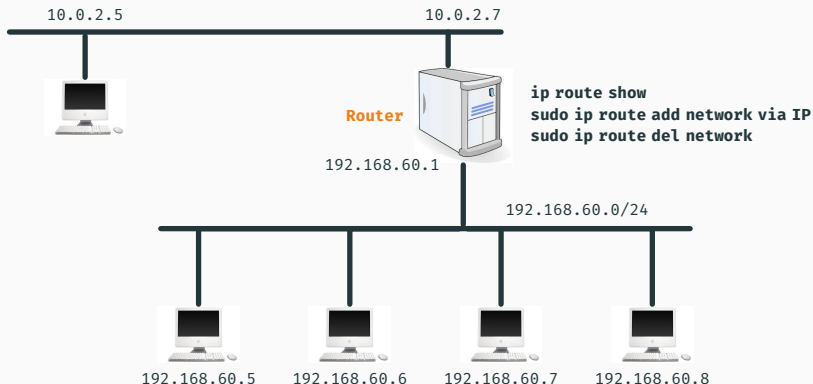 10.0.2.5
10.0.2.7
Router
ip route show
sudo ip route add network via IP
sudo ip route del network
192.168.60.1
192.168.60.0/24
192.168.60.5
192.168.60.6
192.168.60.7
192.168.60.8